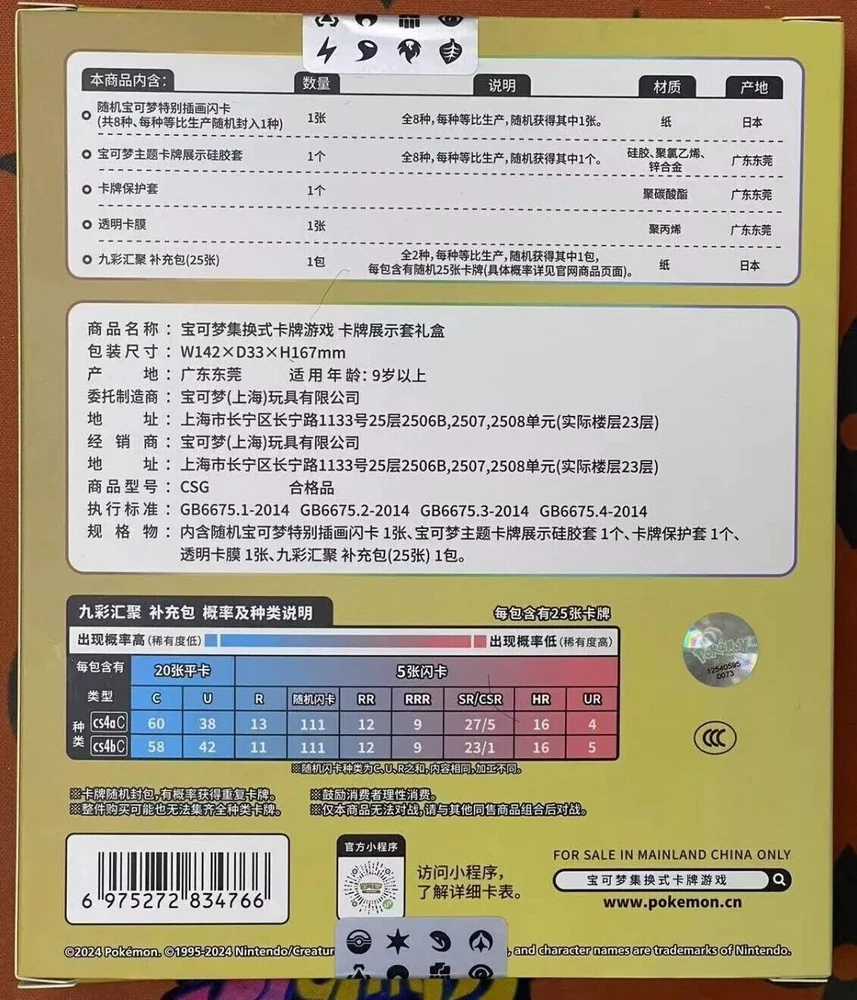 本商品内含： 数量 说明 材质 产地
随机宝可梦特别插画闪卡
(共8种、每种等比生产随机封入1种) 1张 全8种，每种等比生产，随机获得其中1张。 纸 日本
宝可梦主题卡牌展示硅胶套 1个 全8种，每种等比生产，随机获得其中1个。 硅胶、聚氯乙烯、
锌合金 广东东莞
卡牌保护套 1个 聚碳酸酯 广东东莞
透明卡膜 1张 聚丙烯 广东东莞
九彩汇聚 补充包(25张) 1包 全2种，每种等比生产，随机获得其中1包，
每包含有随机25张卡牌(具体概率详见官网商品页面)。 纸 日本
商品名称：宝可梦集换式卡牌游戏 卡牌展示套礼盒
包装尺寸：W142×D33×H167mm
产地：广东东莞 适用年龄：9岁以上
委托制造商：宝可梦(上海)玩具有限公司
地址：上海市长宁区长宁路1133号25层2506B,2507,2508单元(实际楼层23层)
经销商：宝可梦(上海)玩具有限公司
地址：上海市长宁区长宁路1133号25层2506B,2507,2508单元(实际楼层23层)
商品型号：CSG 合格品
执行标准：GB6675.1-2014 GB6675.2-2014 GB6675.3-2014 GB6675.4-2014
规格物：内含随机宝可梦特别插画闪卡 1张、宝可梦主题卡牌展示硅胶套 1个、卡牌保护套 1个、
透明卡膜 1张、九彩汇聚 补充包(25张) 1包。
九彩汇聚 补充包 概率及种类说明 每包含有25张卡牌
出现概率高(稀有度低) 出现概率低(稀有度高)
每包含有 20张平卡 5张闪卡
类型 C U R 随机闪卡 RR RRR SR/CSR HR UR
种类 cs4aC 60 38 13 111 12 9 27/5 16 4
cs4bC 58 42 11 111 12 9 23/1 16 5
※随机闪卡种类为C、U、R之和，内容相同，加工不同。
※卡牌随机封包，有概率获得重复卡牌。 ※鼓励消费者理性消费。
※整件购买可能也无法集齐全种类卡牌。 ※仅本商品无法对战，请与其他同售商品组合后对战。
POKÉMON
12540595
0073
CCC
6 975272 834766
官方小程序
访问小程序，
了解详细卡表。
FOR SALE IN MAINLAND CHINA ONLY
宝可梦集换式卡牌游戏
www.pokemon.cn
©2024 Pokémon. ©1995-2024 Nintendo/Creatur , and character names are trademarks of Nintendo.